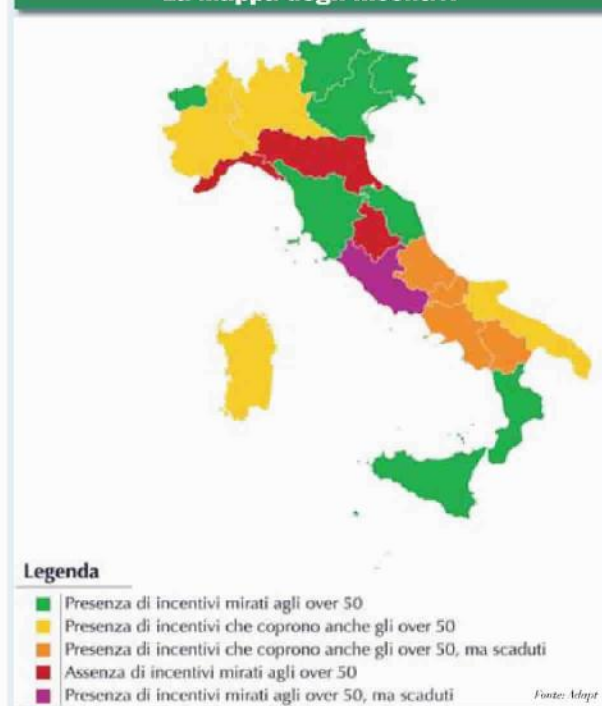 Legenda
Presenza di incentivi mirati agli over 50
Presenza di incentivi che coprono anche gli over 50
Presenza di incentivi che coprono anche gli over 50, ma scaduti
Assenza di incentivi mirati agli over 50
Presenza di incentivi mirati agli over 50, ma scaduti
Fonte: Adapt